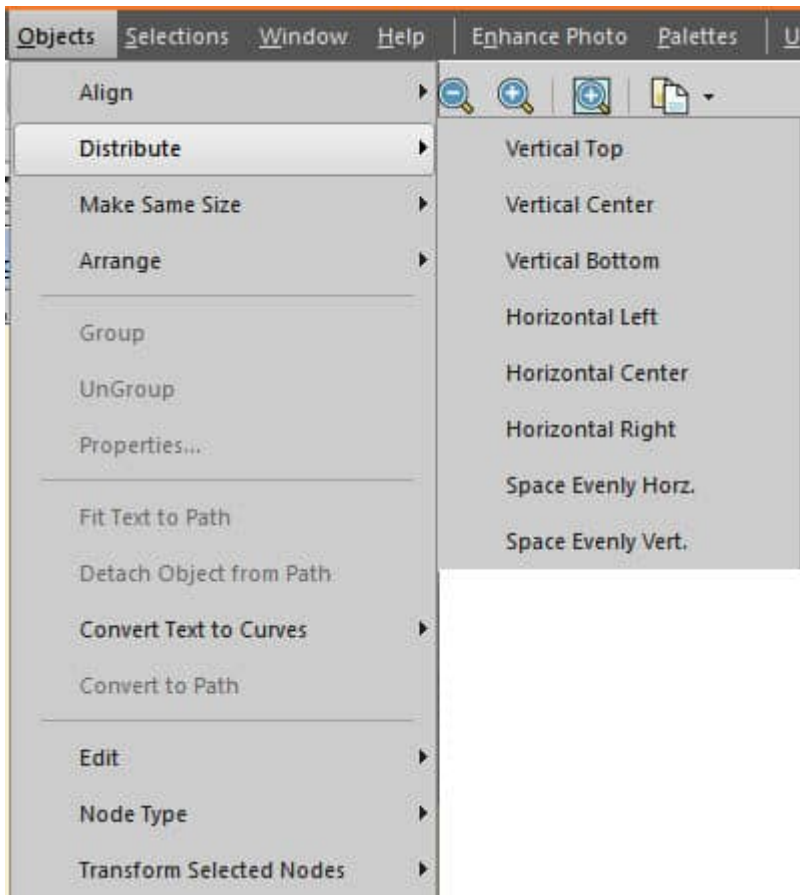 Objects Selections Window Help Enhance Photo Palettes U
Align
Distribute
Make Same Size
Arrange
Group
UnGroup
Properties...
Fit Text to Path
Detach Object from Path
Convert Text to Curves
Convert to Path
Edit
Node Type
Transform Selected Nodes
Vertical Top
Vertical Center
Vertical Bottom
Horizontal Left
Horizontal Center
Horizontal Right
Space Evenly Horz.
Space Evenly Vert.